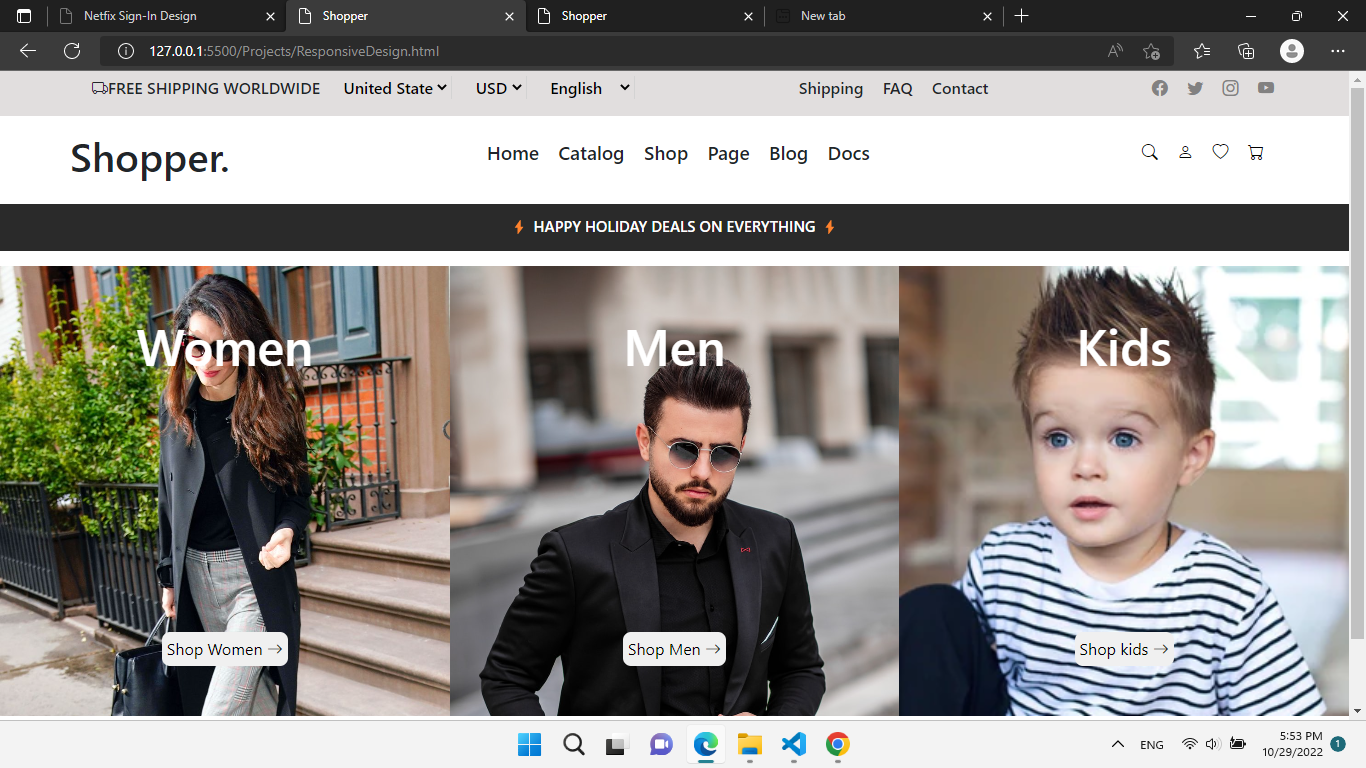 Netfix Sign-In Design
Shopper
Shopper
New tab
127.0.0.1:5500/Projects/ResponsiveDesign.html
FREE SHIPPING WORLDWIDE United State USD English Shipping FAQ Contact
Shopper. Home Catalog Shop Page Blog Docs
HAPPY HOLIDAY DEALS ON EVERYTHING
Women
Men
Kids
Shop Women
Shop Men
Shop kids
ENG
5:53 PM
10/29/2022
1